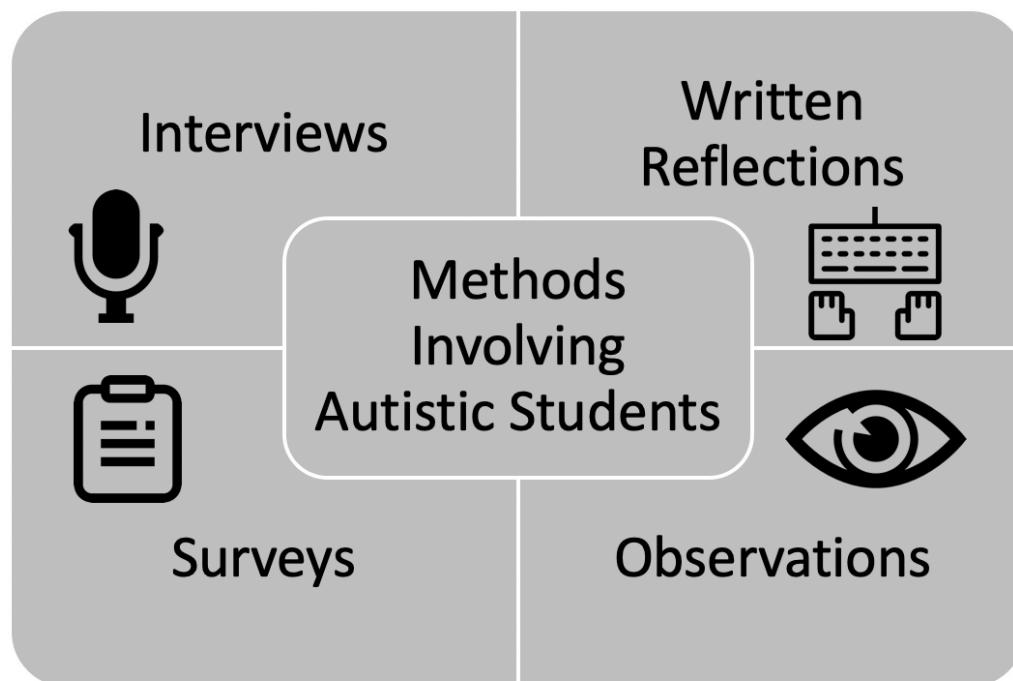 Interviews
Written
Reflections
Methods
Involving
Autistic Students
Surveys
Observations